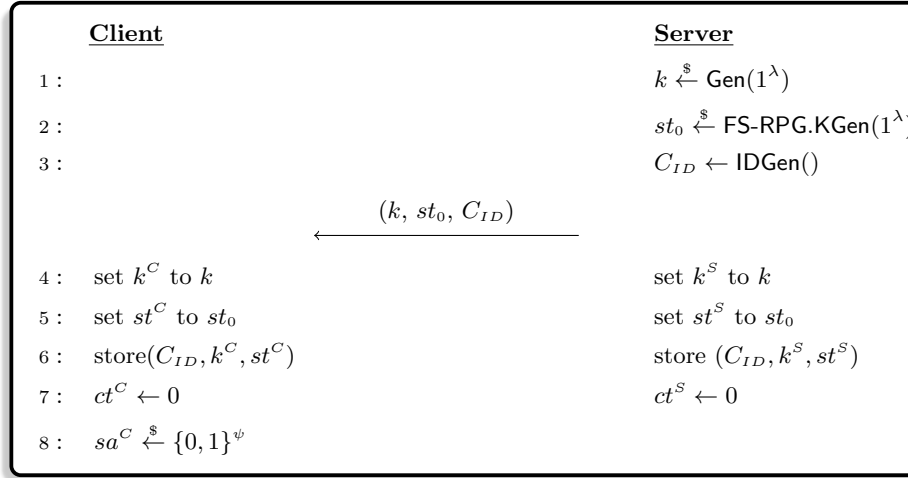 Client Server
1 : k $← Gen(1^λ)
2 : st_0 $← FS-RPG.KGen(1^λ)
3 : C_ID ← IDGen()
(k, st_0, C_ID)
4 : set k^C to k set k^S to k
5 : set st^C to st_0 set st^S to st_0
6 : store(C_ID, k^C, st^C) store (C_ID, k^S, st^S)
7 : ct^C ← 0 ct^S ← 0
8 : sa^C $← {0, 1}^ψ